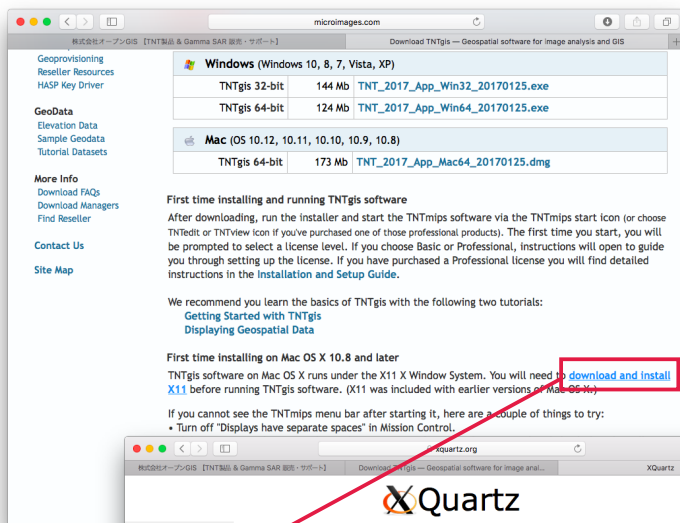 microimages.com
株式会社オープンGIS 【TNT製品 & Gamma SAR 販売・サポート】
Download TNTgis — Geospatial software for image analysis and GIS
Geoprovisioning
Reseller Resources
HASP Key Driver
GeoData
Elevation Data
Sample Geodata
Tutorial Datasets
More Info
Download FAQs
Download Managers
Find Reseller
Contact Us
Site Map
Windows (Windows 10, 8, 7, Vista, XP)
TNTgis 32-bit 144 Mb TNT_2017_App_Win32_20170125.exe
TNTgis 64-bit 124 Mb TNT_2017_App_Win64_20170125.exe
Mac (OS 10.12, 10.11, 10.10, 10.9, 10.8)
TNTgis 64-bit 173 Mb TNT_2017_App_Mac64_20170125.dmg
First time installing and running TNTgis software
After downloading, run the installer and start the TNTmips software via the TNTmips start icon (or choose
TNTedit or TNTview icon if you've purchased one of those professional products). The first time you start, you will
be prompted to select a license level. If you choose Basic or Professional, instructions will open to guide
you through setting up the license. If you have purchased a Professional license you will find detailed
instructions in the Installation and Setup Guide.
We recommend you learn the basics of TNTgis with the following two tutorials:
Getting Started with TNTgis
Displaying Geospatial Data
First time installing on Mac OS X 10.8 and later
TNTgis software on Mac OS X runs under the X11 X Window System. You will need to download and install
X11 before running TNTgis software. (X11 was included with earlier versions of Mac OS X.)
If you cannot see the TNTmips menu bar after starting it, here are a couple of things to try:
• Turn off "Displays have separate spaces" in Mission Control.
xquartz.org
株式会社オープンGIS 【TNT製品 & Gamma SAR 販売・サポート】
Download TNTgis — Geospatial software for image anal...
XQuartz
XQuartz